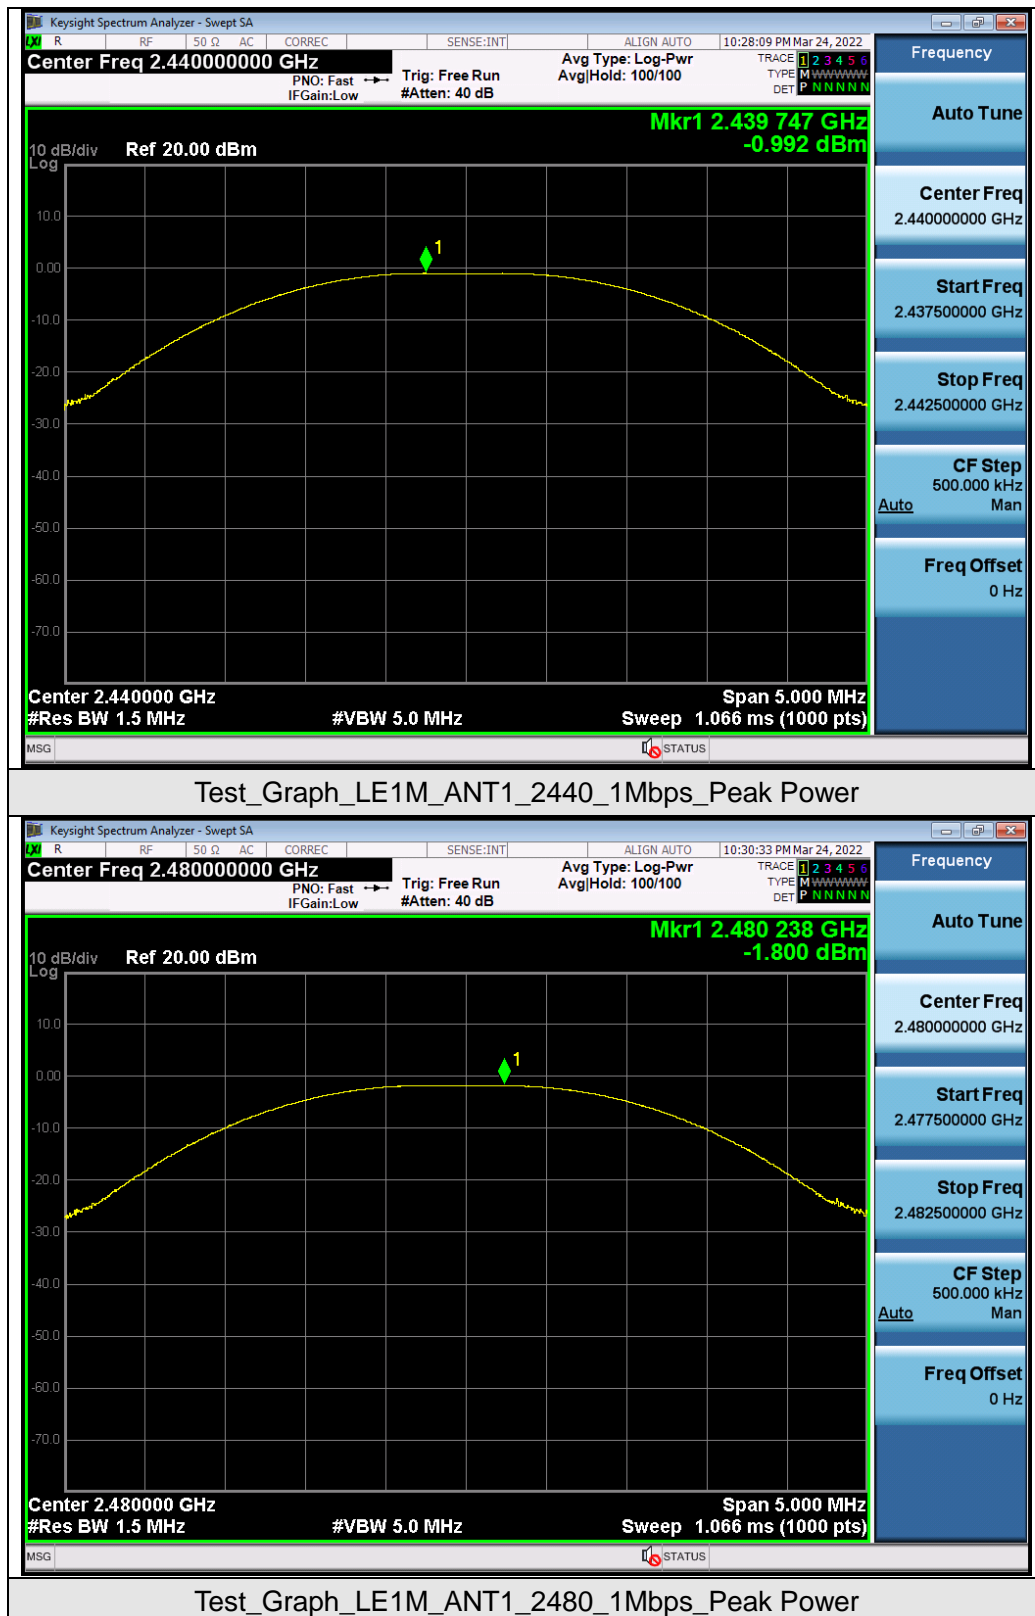 Keysight Spectrum Analyzer - Swept SA
LXI R RF 50 Ω AC CORREC SENSE:INT ALIGN AUTO 10:28:09 PM Mar 24, 2022
Center Freq 2.440000000 GHz
PNO: Fast
IFGain:Low
Trig: Free Run
#Atten: 40 dB
Avg Type: Log-Pwr
Avg|Hold: 100/100
TRACE 1 2 3 4 5 6
TYPE M WWWWW
DET P N N N N N
Mkr1 2.439 747 GHz
-0.992 dBm
10 dB/div Ref 20.00 dBm
Log
1
10.0
0.00
-10.0
-20.0
-30.0
-40.0
-50.0
-60.0
-70.0
Center 2.440000 GHz Span 5.000 MHz
#Res BW 1.5 MHz #VBW 5.0 MHz Sweep 1.066 ms (1000 pts)
MSG STATUS
Frequency
Auto Tune
Center Freq
2.440000000 GHz
Start Freq
2.437500000 GHz
Stop Freq
2.442500000 GHz
CF Step
500.000 kHz
Auto Man
Freq Offset
0 Hz
Test_Graph_LE1M_ANT1_2440_1Mbps_Peak Power
Keysight Spectrum Analyzer - Swept SA
LXI R RF 50 Ω AC CORREC SENSE:INT ALIGN AUTO 10:30:33 PM Mar 24, 2022
Center Freq 2.480000000 GHz
PNO: Fast
IFGain:Low
Trig: Free Run
#Atten: 40 dB
Avg Type: Log-Pwr
Avg|Hold: 100/100
TRACE 1 2 3 4 5 6
TYPE M WWWWW
DET P N N N N N
Mkr1 2.480 238 GHz
-1.800 dBm
10 dB/div Ref 20.00 dBm
Log
1
10.0
0.00
-10.0
-20.0
-30.0
-40.0
-50.0
-60.0
-70.0
Center 2.480000 GHz Span 5.000 MHz
#Res BW 1.5 MHz #VBW 5.0 MHz Sweep 1.066 ms (1000 pts)
MSG STATUS
Frequency
Auto Tune
Center Freq
2.480000000 GHz
Start Freq
2.477500000 GHz
Stop Freq
2.482500000 GHz
CF Step
500.000 kHz
Auto Man
Freq Offset
0 Hz
Test_Graph_LE1M_ANT1_2480_1Mbps_Peak Power